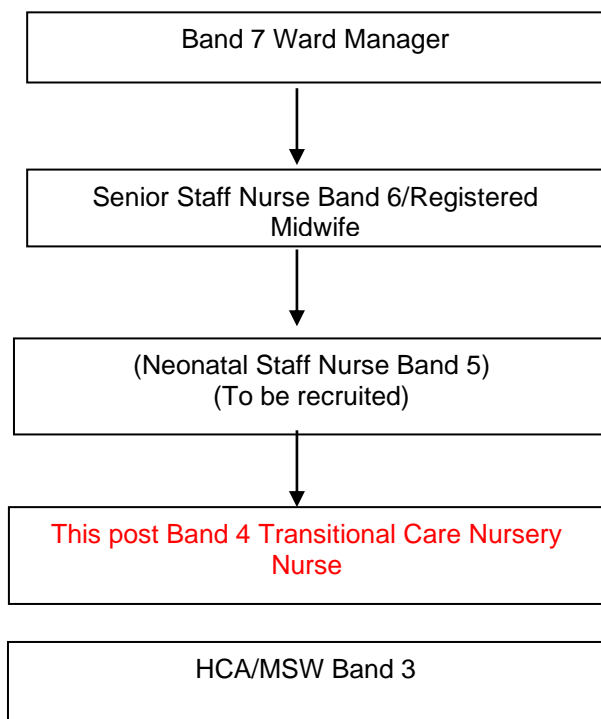 Band 7 Ward Manager
Senior Staff Nurse Band 6/Registered
Midwife
(Neonatal Staff Nurse Band 5)
(To be recruited)
This post Band 4 Transitional Care Nursery
Nurse
HCA/MSW Band 3